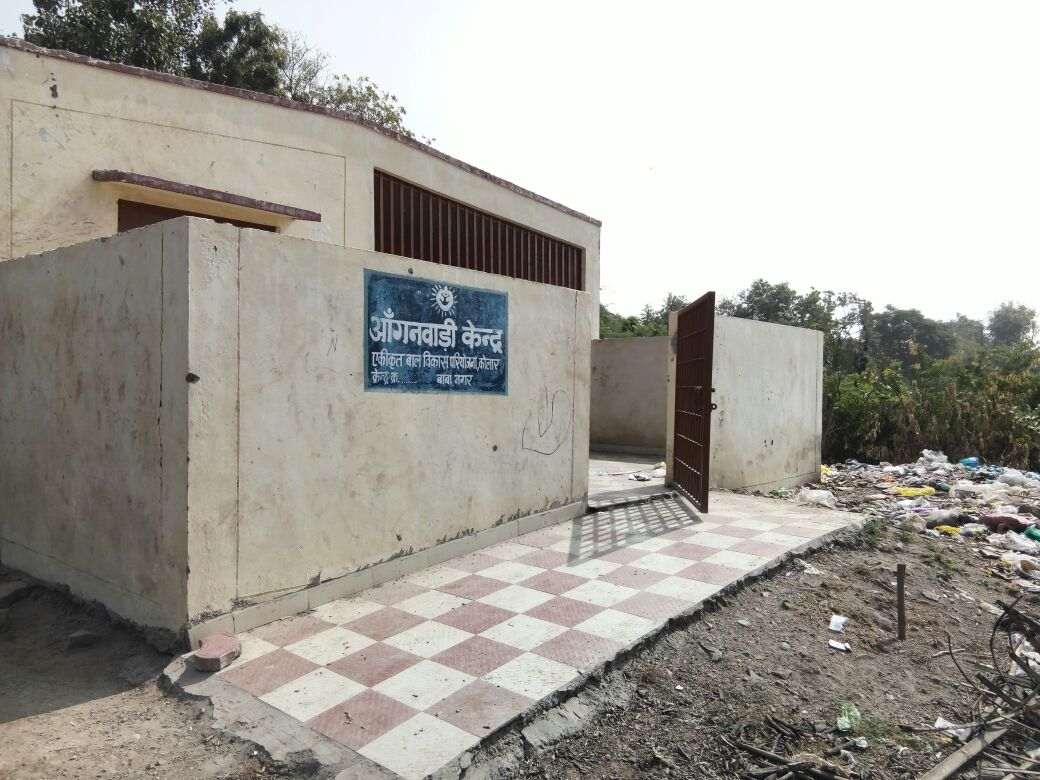 आँगनवाड़ी केन्द्र
एकीकृत बाल विकास परियोजना, कोलार
केन्द्र क्र. ........ बाबा नगर